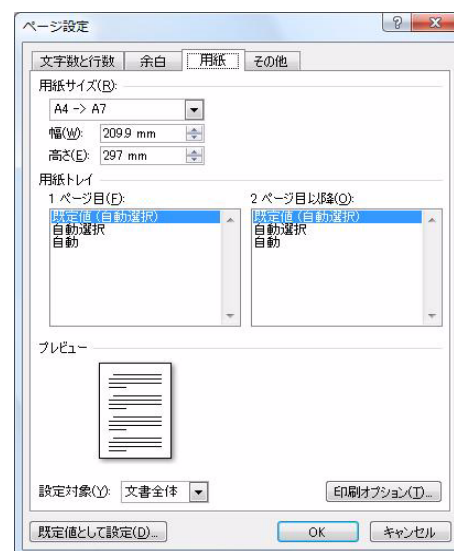 ページ設定
文字数と行数 余白 用紙 その他
用紙サイズ(R):
A4 -> A7
幅(W): 209.9 mm
高さ(E): 297 mm
用紙トレイ
1 ページ目(F): 2 ページ目以降(O):
既定値 (自動選択) 既定値 (自動選択)
自動選択 自動選択
自動 自動
プレビュー
設定対象(Y): 文書全体 印刷オプション(T)...
既定値として設定(D)... OK キャンセル